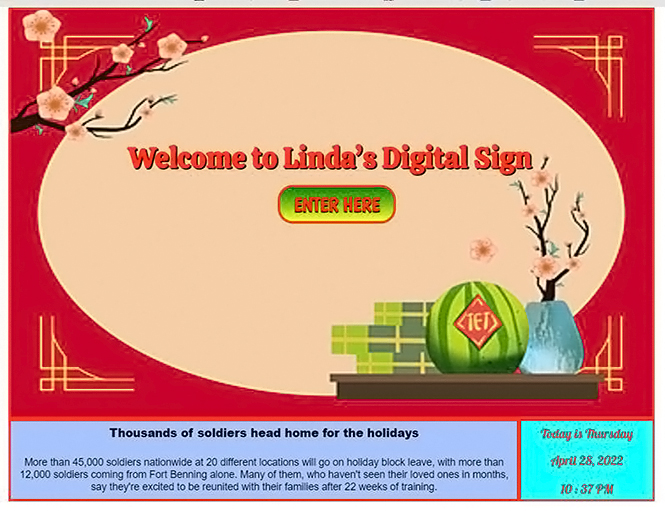 Welcome to Linda's Digital Sign
ENTER HERE
TET
Thousands of soldiers head home for the holidays
More than 45,000 soldiers nationwide at 20 different locations will go on holiday block leave, with more than
12,000 soldiers coming from Fort Benning alone. Many of them, who haven't seen their loved ones in months,
say they're excited to be reunited with their families after 22 weeks of training.
Today is Thursday
April 28, 2022
10 : 37 PM